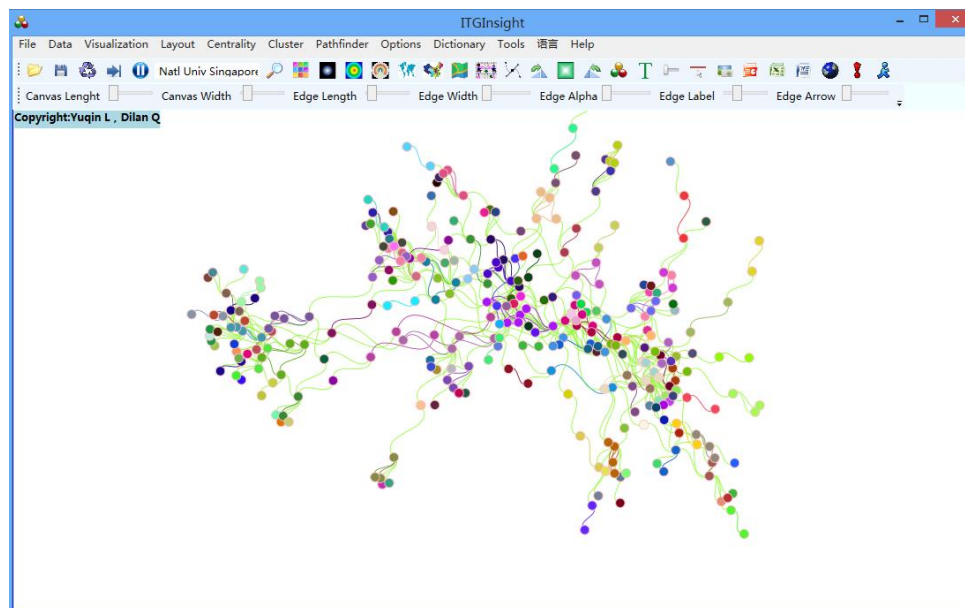 ITGInsight
File Data Visualization Layout Centrality Cluster Pathfinder Options Dictionary Tools 语言 Help
Natl Univ Singapore T
Canvas Lenght Canvas Width Edge Length Edge Width Edge Alpha Edge Label Edge Arrow
Copyright:Yuqin L , Dilan Q